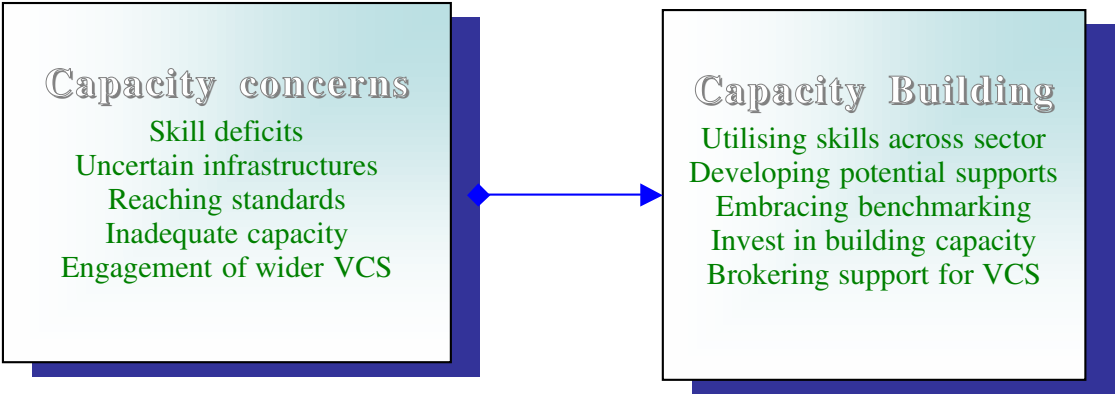 Capacity concerns
Skill deficits
Uncertain infrastructures
Reaching standards
Inadequate capacity
Engagement of wider VCS
Capacity Building
Utilising skills across sector
Developing potential supports
Embracing benchmarking
Invest in building capacity
Brokering support for VCS